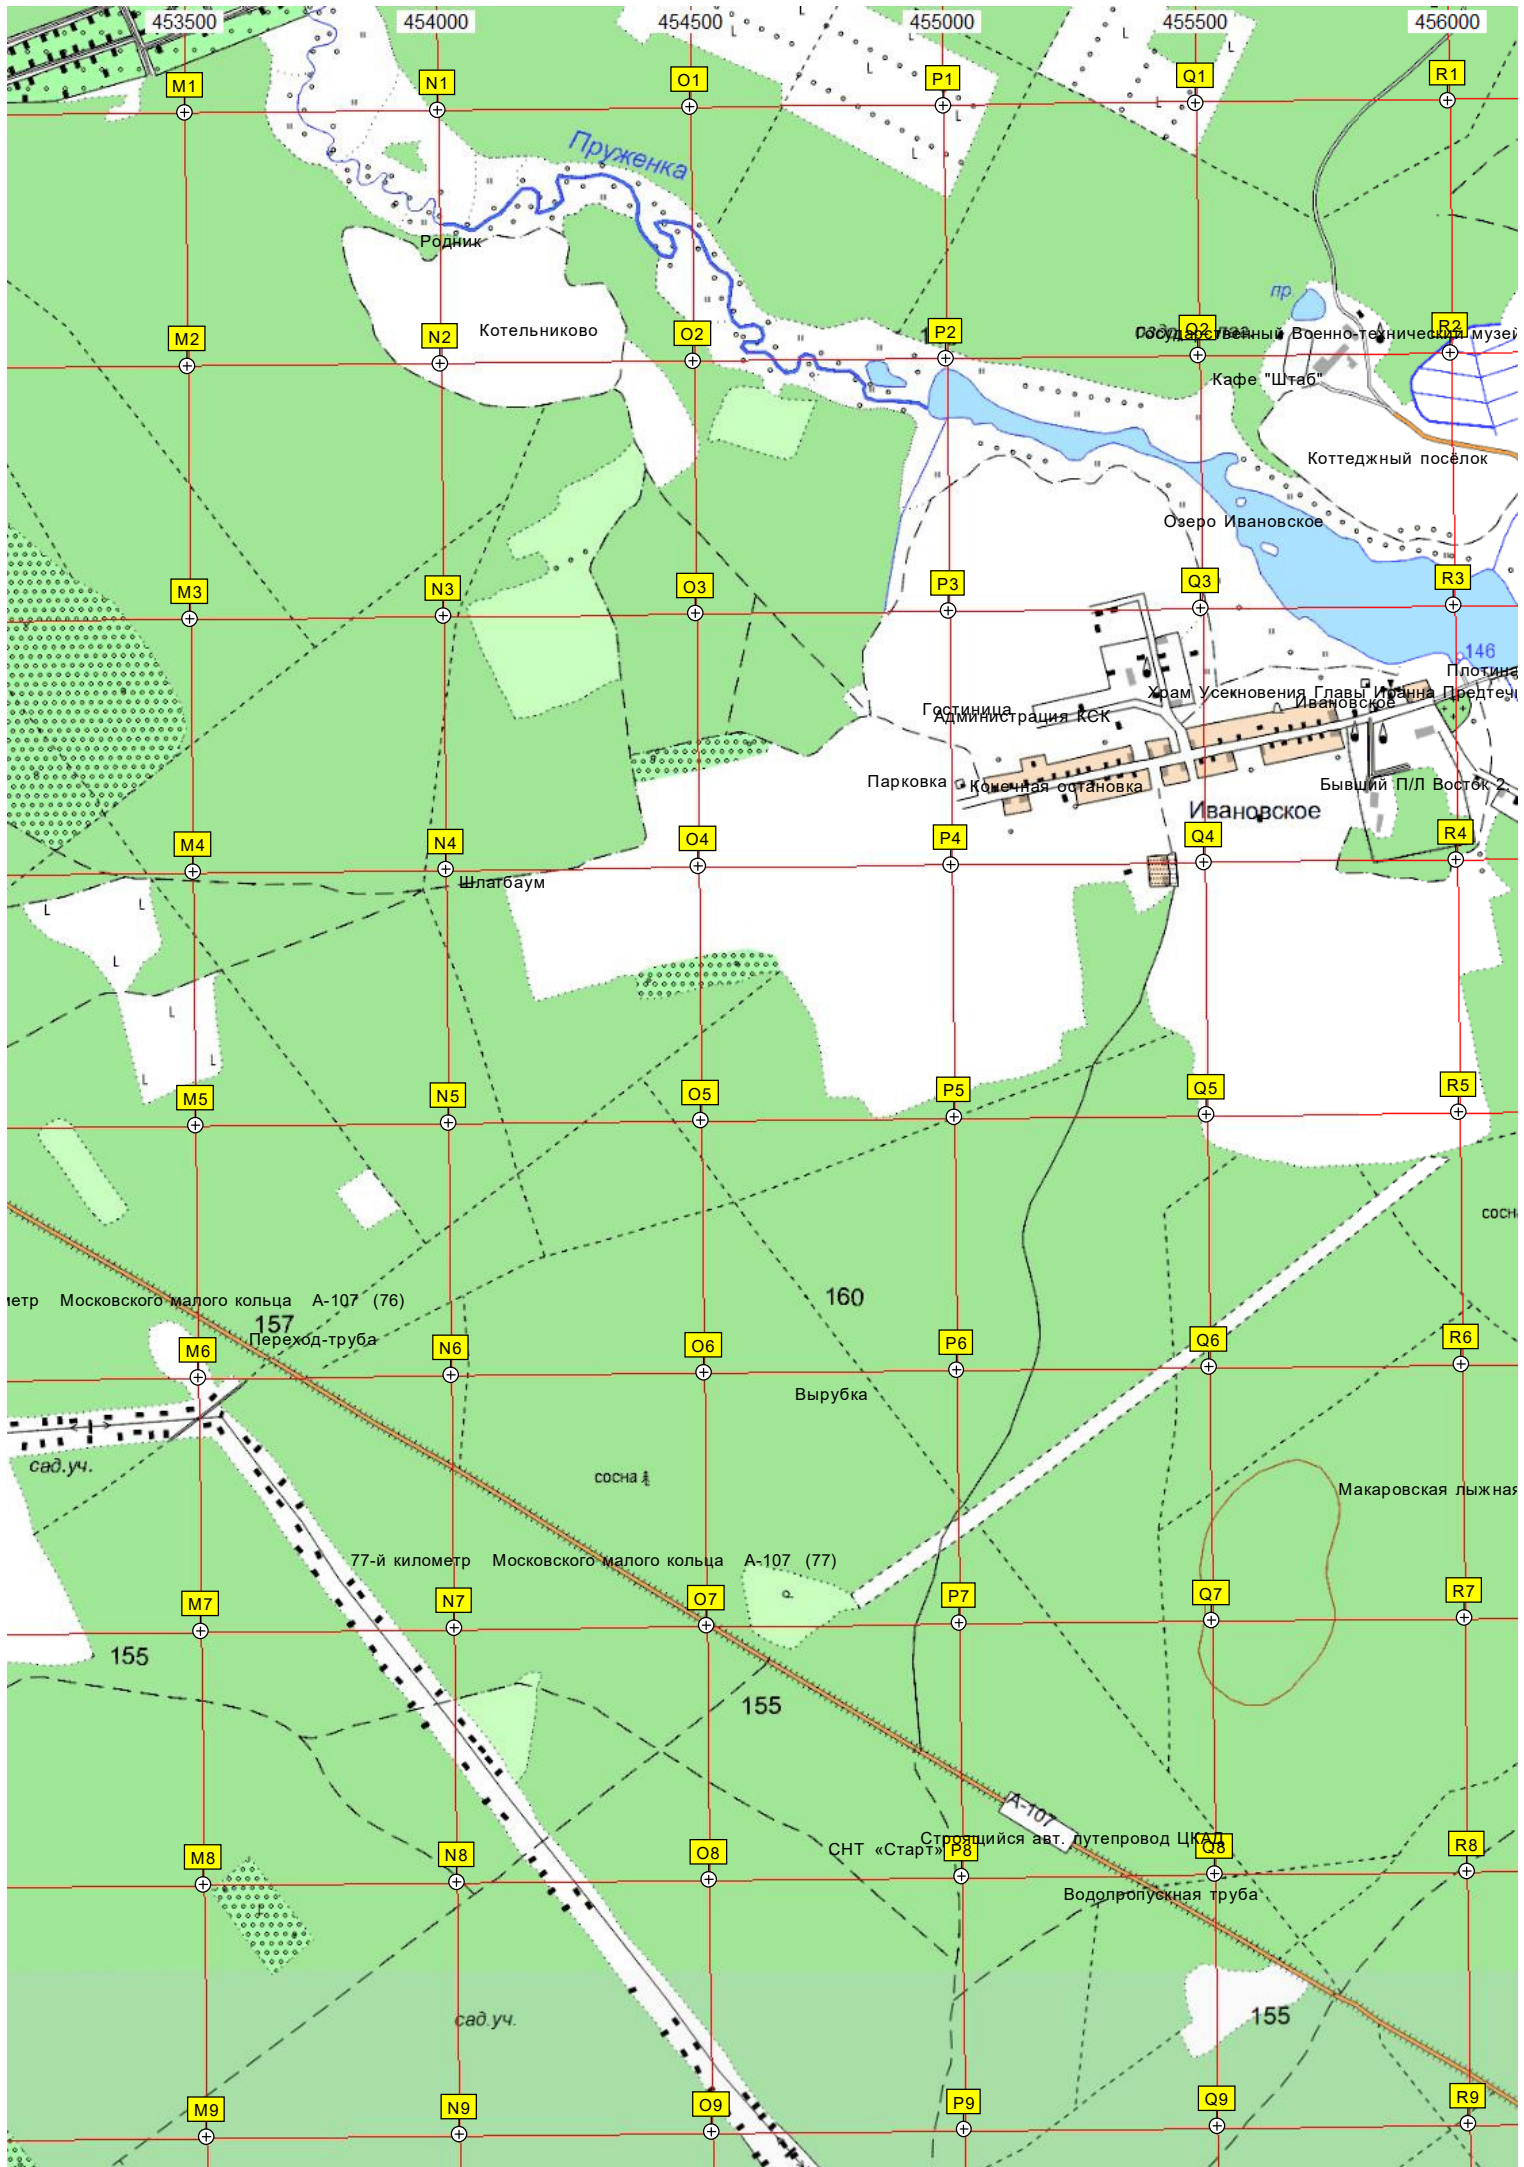 453500 454000 454500 455000 455500 456000
M1 N1 O1 P1 Q1 R1
Пруженка
Родник
пр.
M2 N2 Котельниково O2 P2 Q2 R2
Государственный Военно-технический музей
Кафе "Штаб"
Коттеджный посёлок
Озеро Ивановское
M3 N3 O3 P3 Q3 R3
146
Плотина
Храм Усекновения Главы Иоанна Предтечи
Ивановское
Гостиница
Администрация КСК
Парковка
Конечная остановка
Бывший П/Л Восток 2,
Ивановское
M4 N4 O4 P4 Q4 R4
Шлагбаум
M5 N5 O5 P5 Q5 R5
сосна
160
метр Московского малого кольца А-107 (76)
157
Переход-труба
M6 N6 O6 P6 Q6 R6
Вырубка
сад.уч.
сосна
Макаровская лыжная
77-й километр Московского малого кольца А-107 (77)
M7 N7 O7 P7 Q7 R7
155
155
А-107
Строящийся авт. путепровод ЦКАД
СНТ «Старт»
M8 N8 O8 P8 Q8 R8
Водопропускная труба
сад.уч.
155
M9 N9 O9 P9 Q9 R9